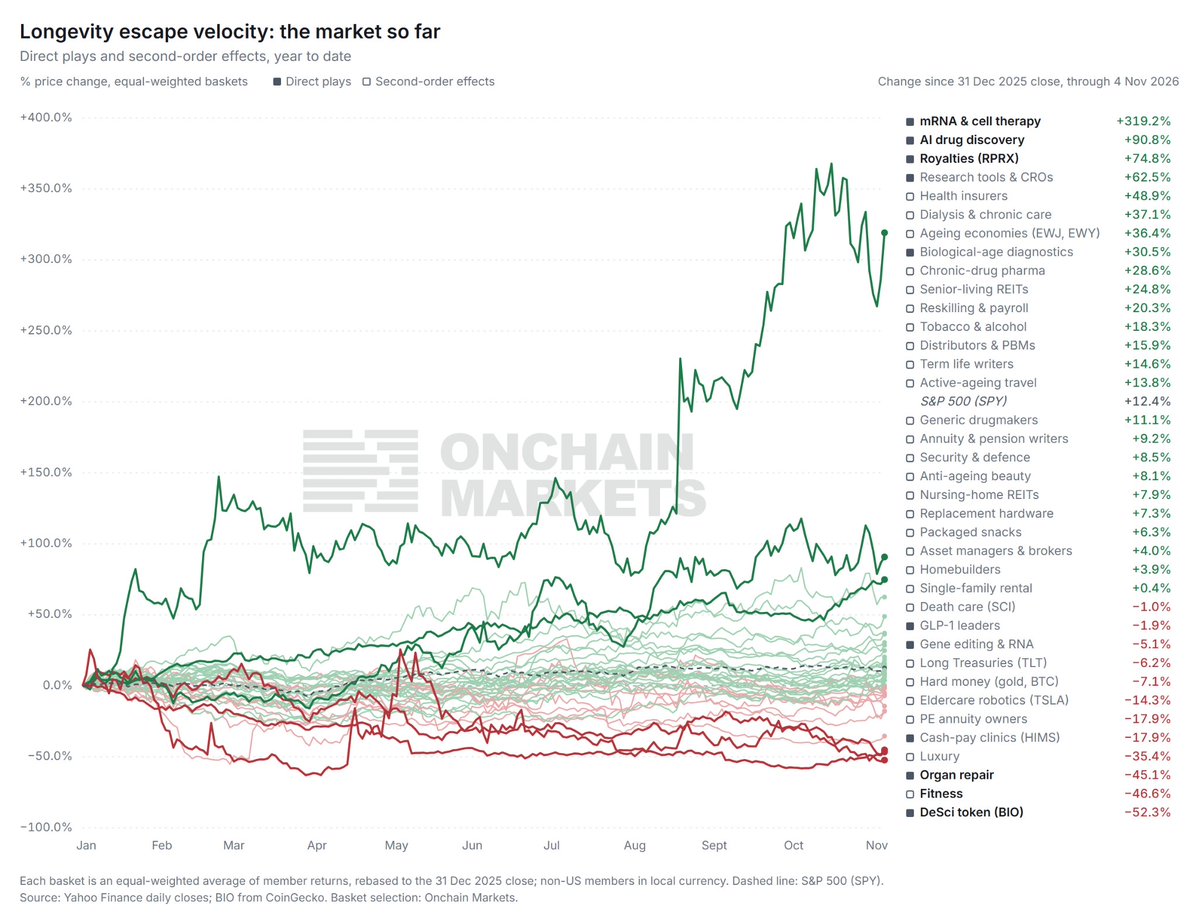 Longevity escape velocity: the market so far
Direct plays and second-order effects, year to date
% price change, equal-weighted baskets Direct plays Second-order effects
Change since 31 Dec 2025 close, through 4 Nov 2026
+400.0%
+350.0%
+300.0%
+250.0%
+200.0%
+150.0%
+100.0%
+50.0%
0.0%
−50.0%
−100.0%
ONCHAIN
MARKETS
Jan Feb Mar Apr May Jun Jul Aug Sept Oct Nov
mRNA & cell therapy +319.2%
AI drug discovery +90.8%
Royalties (RPRX) +74.8%
Research tools & CROs +62.5%
Health insurers +48.9%
Dialysis & chronic care +37.1%
Ageing economies (EWJ, EWY) +36.4%
Biological-age diagnostics +30.5%
Chronic-drug pharma +28.6%
Senior-living REITs +24.8%
Reskilling & payroll +20.3%
Tobacco & alcohol +18.3%
Distributors & PBMs +15.9%
Term life writers +14.6%
Active-ageing travel +13.8%
S&P 500 (SPY) +12.4%
Generic drugmakers +11.1%
Annuity & pension writers +9.2%
Security & defence +8.5%
Anti-ageing beauty +8.1%
Nursing-home REITs +7.9%
Replacement hardware +7.3%
Packaged snacks +6.3%
Asset managers & brokers +4.0%
Homebuilders +3.9%
Single-family rental +0.4%
Death care (SCI) −1.0%
GLP-1 leaders −1.9%
Gene editing & RNA −5.1%
Long Treasuries (TLT) −6.2%
Hard money (gold, BTC) −7.1%
Eldercare robotics (TSLA) −14.3%
PE annuity owners −17.9%
Cash-pay clinics (HIMS) −17.9%
Luxury −35.4%
Organ repair −45.1%
Fitness −46.6%
DeSci token (BIO) −52.3%
Each basket is an equal-weighted average of member returns, rebased to the 31 Dec 2025 close; non-US members in local currency. Dashed line: S&P 500 (SPY).
Source: Yahoo Finance daily closes; BIO from CoinGecko. Basket selection: Onchain Markets.